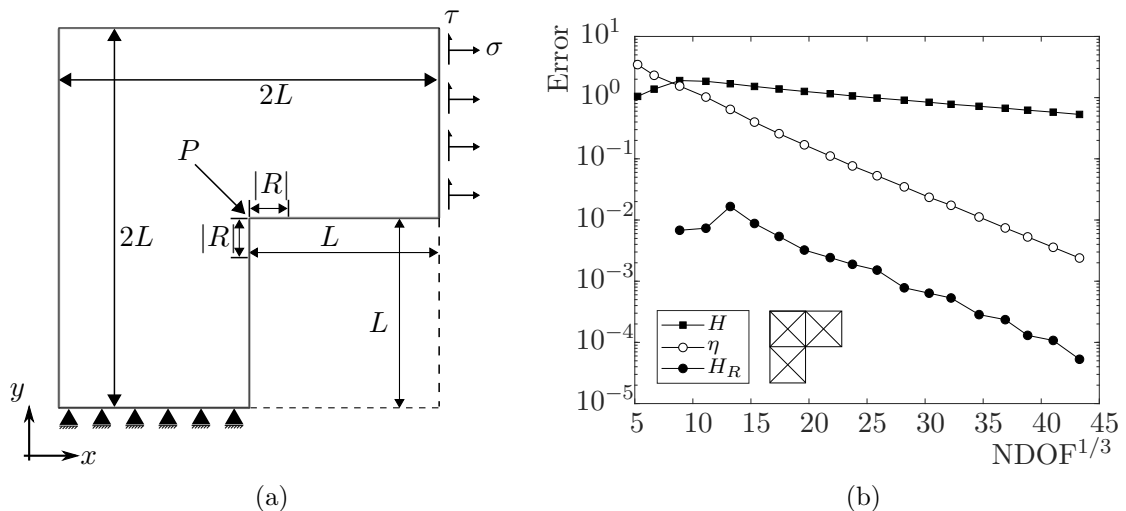 τ
σ
2L
P
|R|
|R|
2L
L
L
y
x
(a)
Error
10^1
10^0
10^-1
10^-2
10^-3
10^-4
10^-5
H
η
H_R
5 10 15 20 25 30 35 40 45
NDOF^1/3
(b)